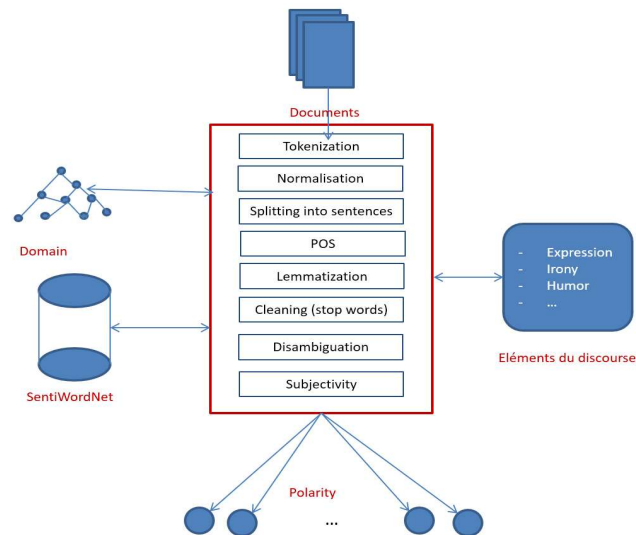 Documents
Tokenization
Normalisation
Splitting into sentences
POS
Lemmatization
Cleaning (stop words)
Disambiguation
Subjectivity
Domain
SentiWordNet
- Expression
- Irony
- Humor
- ...
Eléments du discourse
Polarity
...